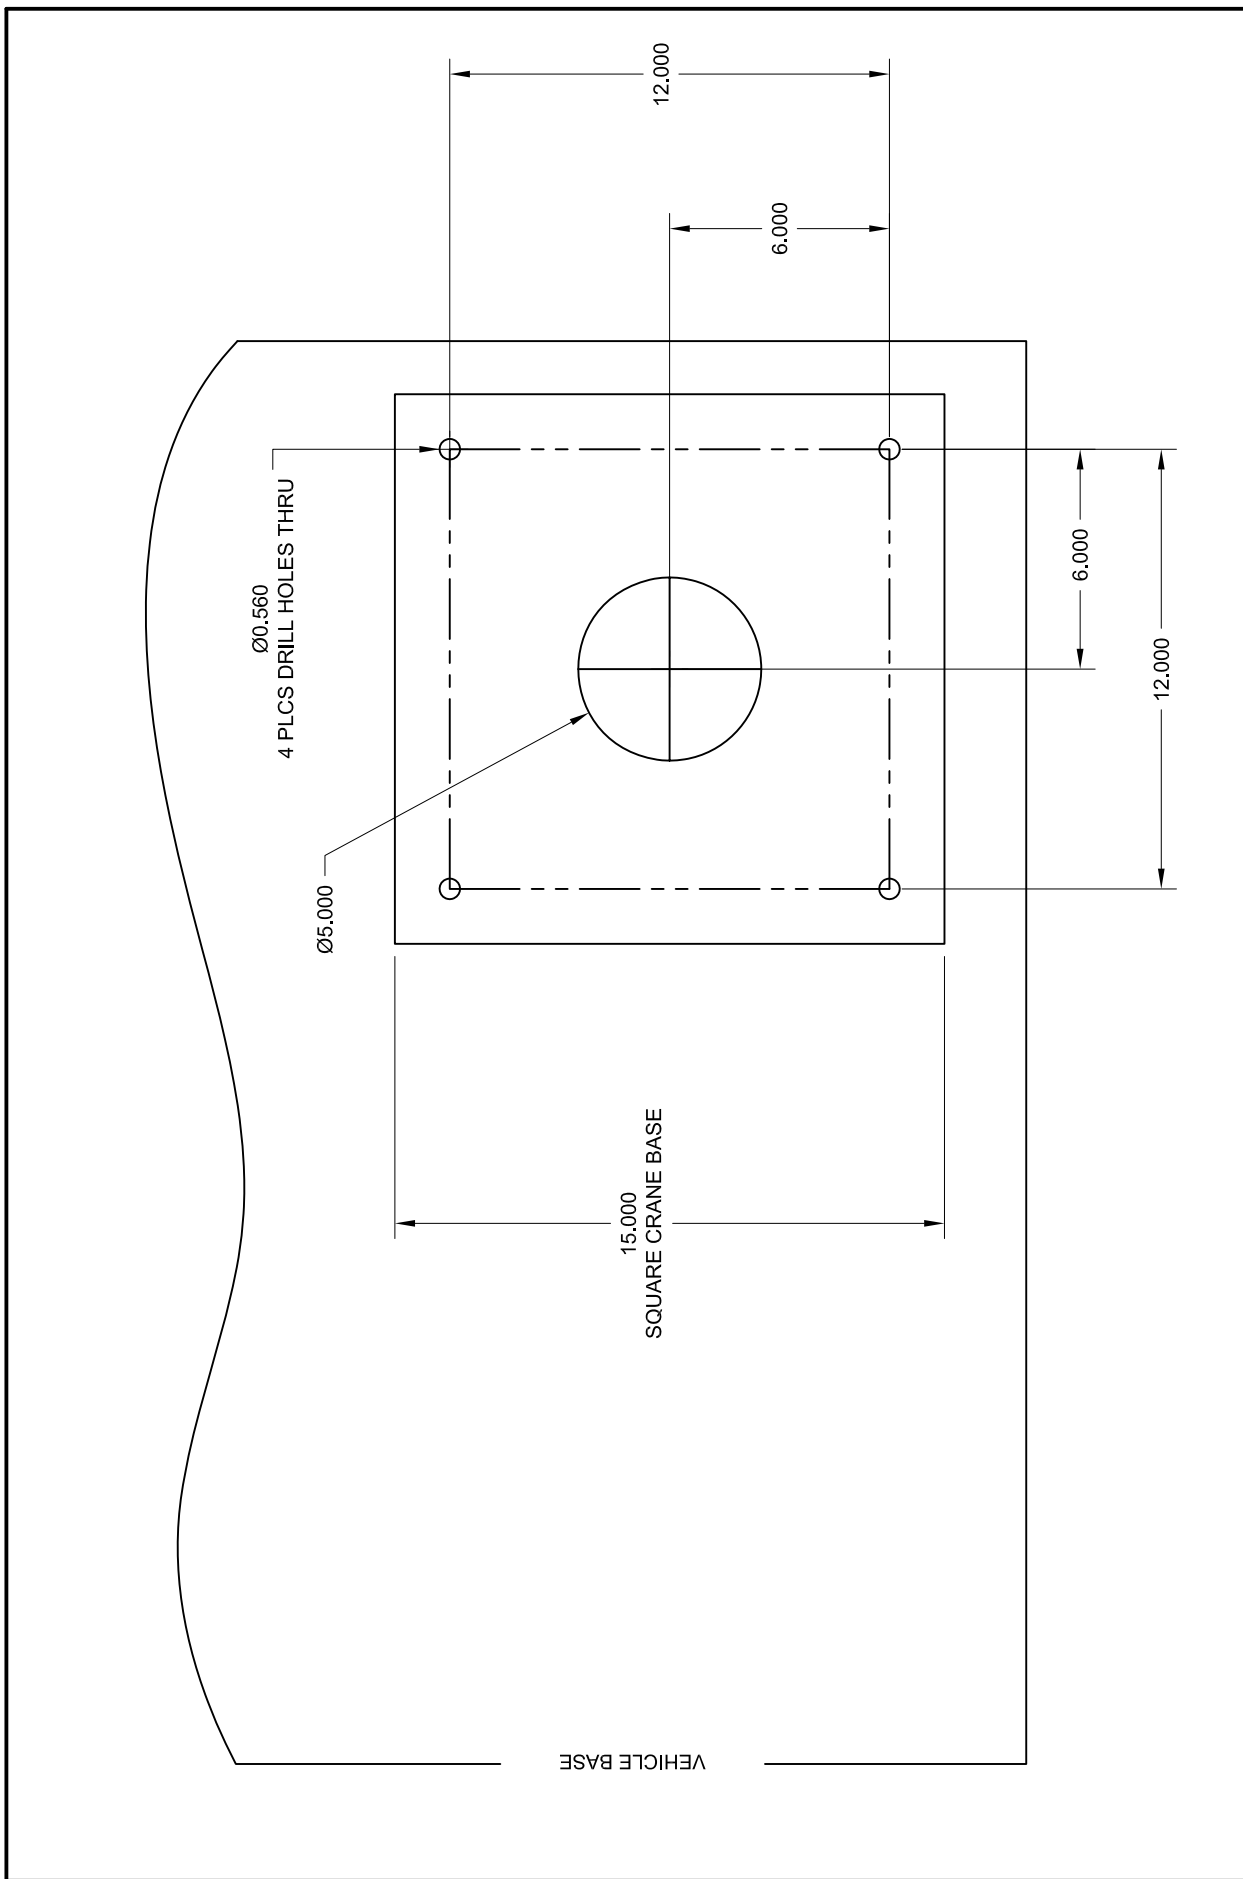 12.000
6.000
Ø0.560
4 PLCS DRILL HOLES THRU
6.000
12.000
Ø5.000
15.000
SQUARE CRANE BASE
VEHICLE BASE